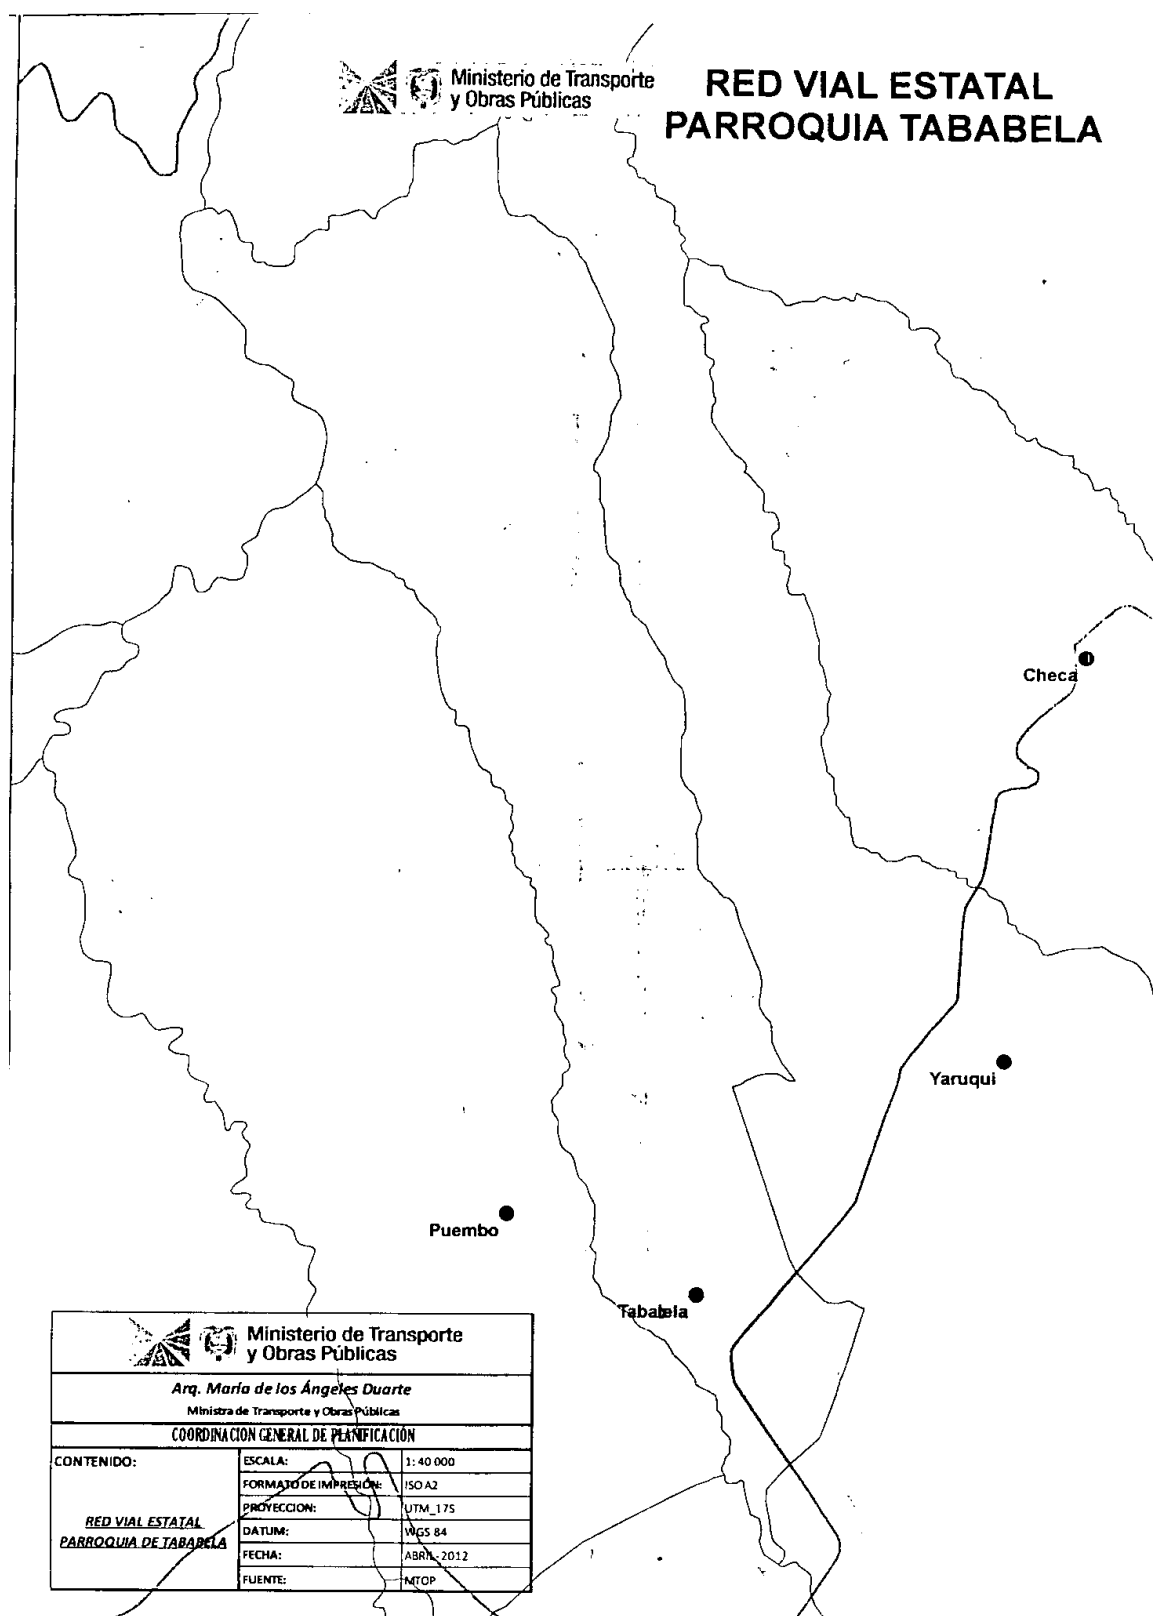 Ministerio de Transporte
y Obras Públicas
RED VIAL ESTATAL
PARROQUIA TABABELA
Checa
Yaruqui
Puembo
Tababela
Ministerio de Transporte
y Obras Públicas
Arq. María de los Ángeles Duarte
Ministra de Transporte y Obras Públicas
COORDINACION GENERAL DE PLANIFICACIÓN
CONTENIDO:
RED VIAL ESTATAL
PARROQUIA DE TABABELA
ESCALA: 1: 40 000
FORMATO DE IMPRESIÓN: ISO A2
PROYECCION: UTM_17S
DATUM: WGS 84
FECHA: ABRIL-2012
FUENTE: MTOP